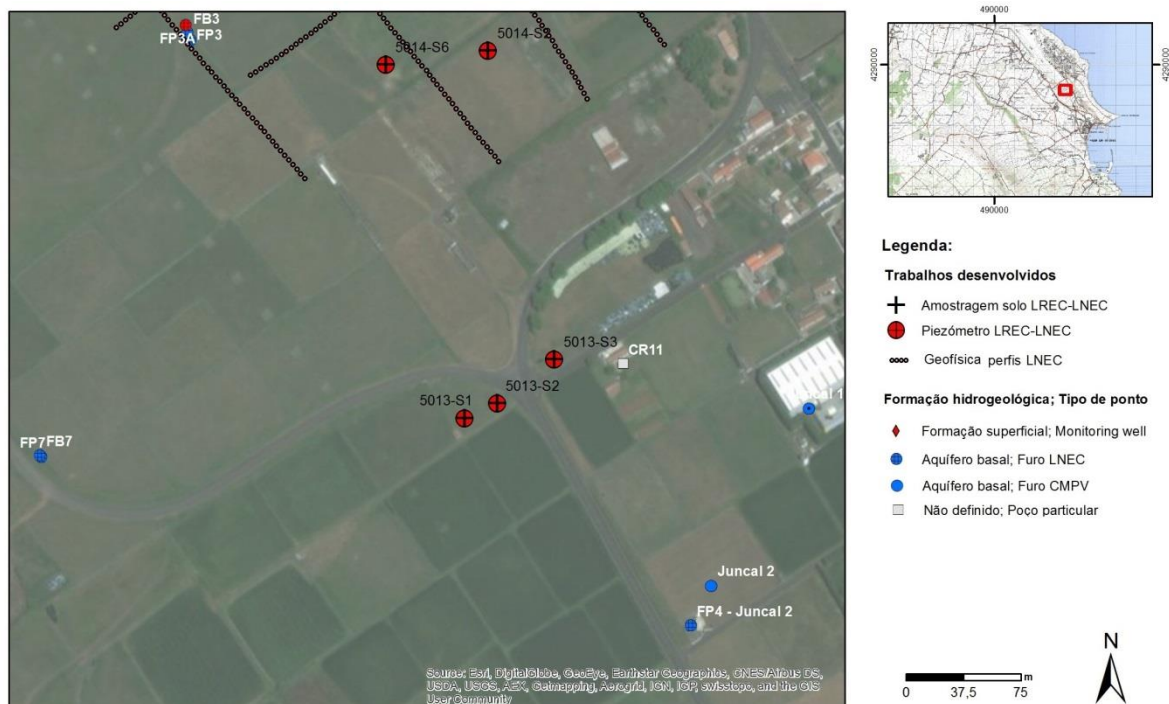 FB3
FP3A FP3
5014-S6
5014-S2
5013-S3
CR11
5013-S2
5013-S1
FP7FB7
Juncal 2
FP4 - Juncal 2
Source: Esri, DigitalGlobe, GeoEye, Earthstar Geographics, CNES/Airbus DS,
USDA, USGS, AEX, Getmapping, Aerogrid, IGN, IGP, swisstopo, and the GIS
User Community
490000
4290000
4290000
490000
Legenda:
Trabalhos desenvolvidos
Amostragem solo LREC-LNEC
Piezómetro LREC-LNEC
Geofísica perfis LNEC
Formação hidrogeológica; Tipo de ponto
Formação superficial; Monitoring well
Aquífero basal; Furo LNEC
Aquífero basal; Furo CMPV
Não definido; Poço particular
N
m
0 37,5 75